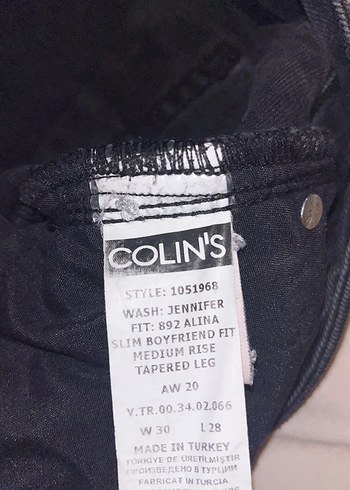 COLIN'S
STYLE: 1051968
WASH: JENNIFER
FIT: 892 ALINA
SLIM BOYFRIEND FIT
MEDIUM RISE
TAPERED LEG
AW 20
V.TR.00.34.02.066
W 30 L 28
MADE IN TURKEY
TÜRKİYE'DE ÜRETİLMİŞTİR
ПРОИЗВЕДЕНО В ТУРЦИИ
FABRICAT IN TURCIA